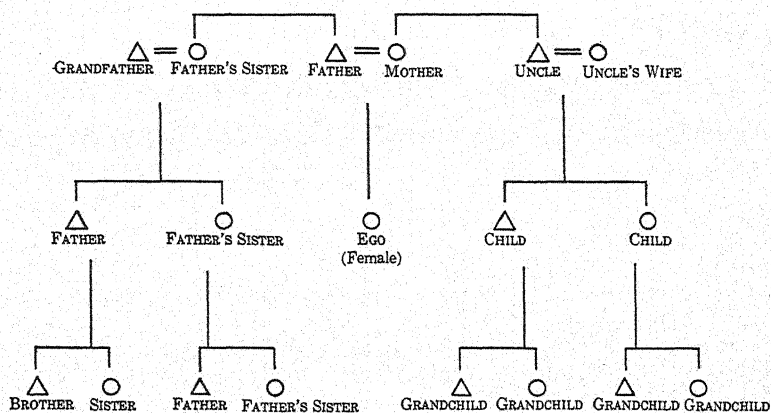 GRANDFATHER FATHER'S SISTER FATHER MOTHER UNCLE UNCLE'S WIFE
FATHER FATHER'S SISTER EGO CHILD CHILD
(Female)
BROTHER SISTER FATHER FATHER'S SISTER GRANDCHILD GRANDCHILD GRANDCHILD GRANDCHILD